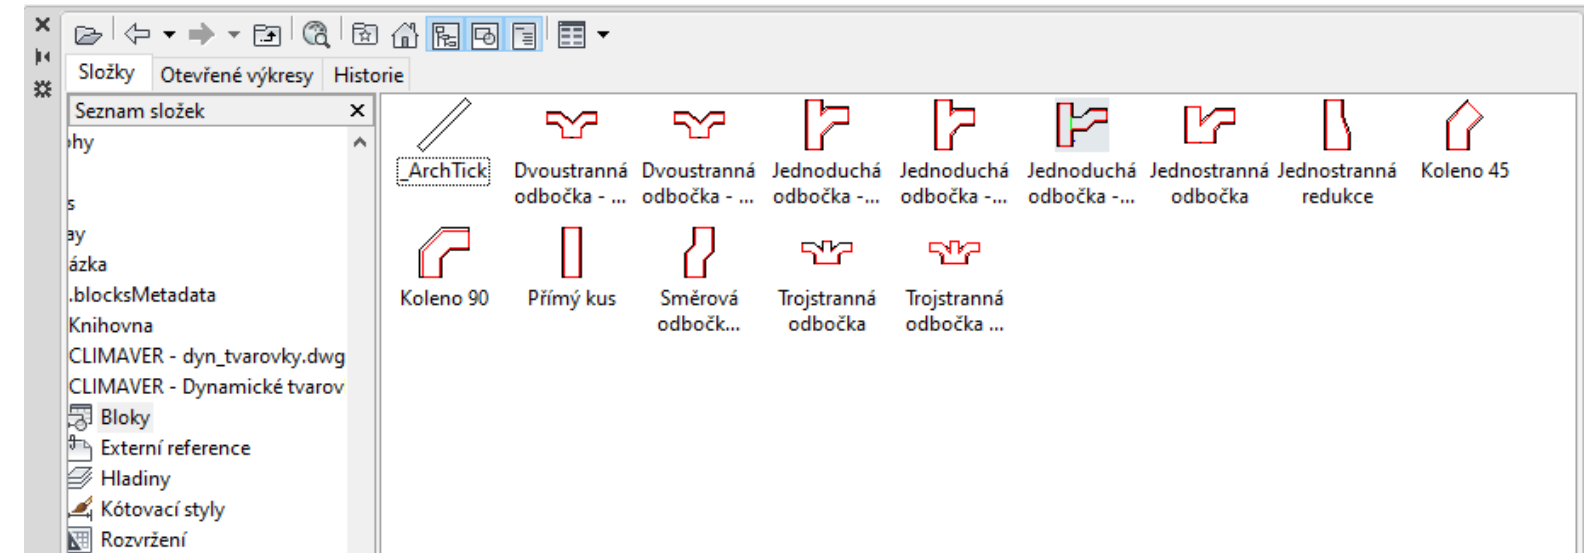 Složky Otevřené výkresy Historie
Seznam složek
ohy
s
ay
ázka
.blocksMetadata
Knihovna
CLIMAVER - dyn_tvarovky.dwg
CLIMAVER - Dynamické tvarov
Bloky
Externí reference
Hladiny
Kótovací styly
Rozvržení
_ArchTick
Dvoustranná
odbočka - ...
Dvoustranná
odbočka - ...
Jednoduchá
odbočka -...
Jednoduchá
odbočka -...
Jednoduchá
odbočka -...
Jednostranná
odbočka
Jednostranná
redukce
Koleno 45
Koleno 90
Přímý kus
Směrová
odbočk...
Trojstranná
odbočka
Trojstranná
odbočka ...